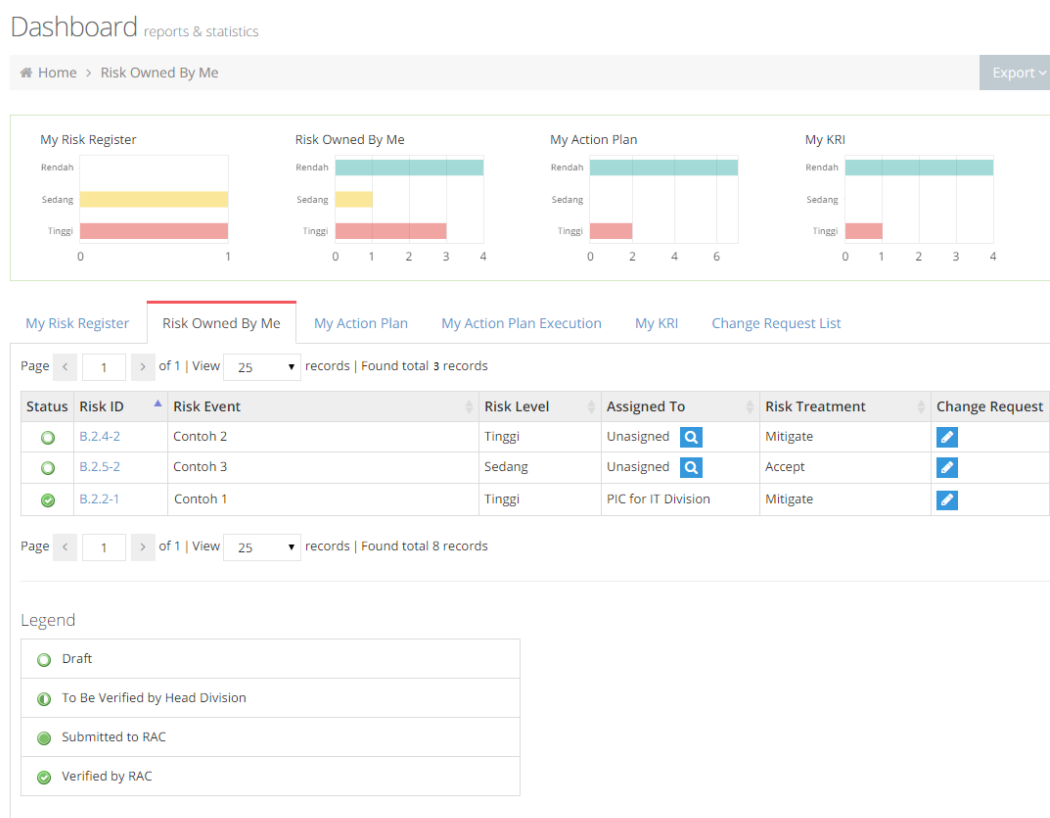 Dashboard reports & statistics
Home > Risk Owned By Me
Export
My Risk Register
Rendah
Sedang
Tinggi
0 1
Risk Owned By Me
Rendah
Sedang
Tinggi
0 1 2 3 4
My Action Plan
Rendah
Sedang
Tinggi
0 2 4 6
My KRI
Rendah
Sedang
Tinggi
0 1 2 3 4
My Risk Register Risk Owned By Me My Action Plan My Action Plan Execution My KRI Change Request List
Page < 1 > of 1 | View 25 records | Found total 3 records
Status Risk ID Risk Event Risk Level Assigned To Risk Treatment Change Request
B.2.4-2 Contoh 2 Tinggi Unasigned Mitigate
B.2.5-2 Contoh 3 Sedang Unasigned Accept
B.2.2-1 Contoh 1 Tinggi PIC for IT Division Mitigate
Page < 1 > of 1 | View 25 records | Found total 8 records
Legend
Draft
To Be Verified by Head Division
Submitted to RAC
Verified by RAC